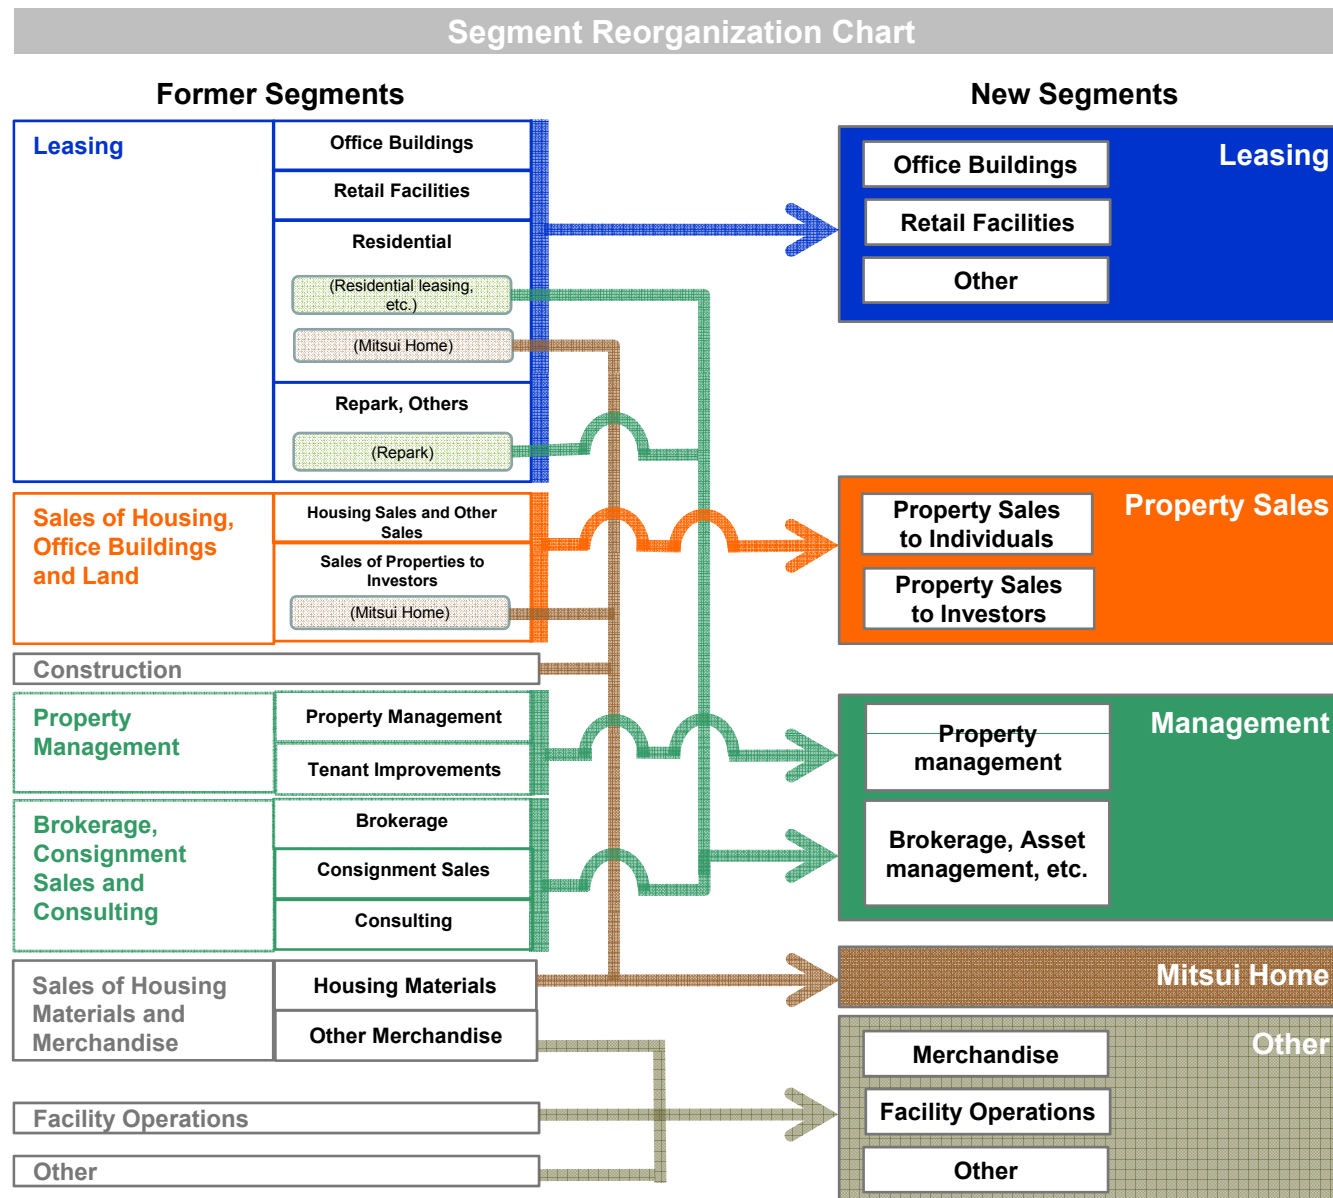 Segment Reorganization Chart
Former Segments
New Segments
Leasing
Office Buildings
Retail Facilities
Residential
(Residential leasing,
etc.)
(Mitsui Home)
Repark, Others
(Repark)
Sales of Housing,
Office Buildings
and Land
Housing Sales and Other
Sales
Sales of Properties to
Investors
(Mitsui Home)
Construction
Property
Management
Property Management
Tenant Improvements
Brokerage,
Consignment
Sales and
Consulting
Brokerage
Consignment Sales
Consulting
Sales of Housing
Materials and
Merchandise
Housing Materials
Other Merchandise
Facility Operations
Other
Leasing
Office Buildings
Retail Facilities
Other
Property Sales
Property Sales
to Individuals
Property Sales
to Investors
Management
Property
management
Brokerage, Asset
management, etc.
Mitsui Home
Other
Merchandise
Facility Operations
Other